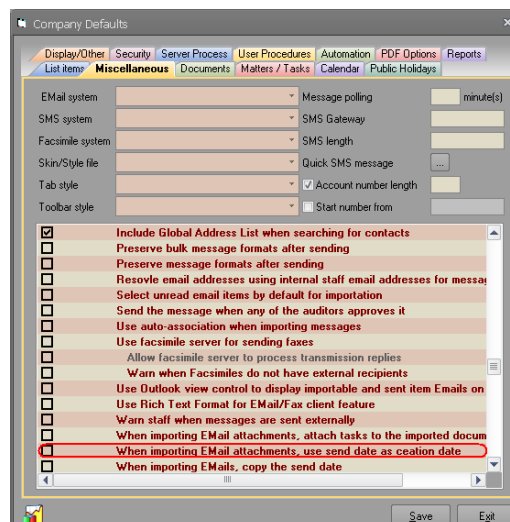 Company Defaults
Display/Other Security Server Process User Procedures Automation PDF Options Reports
List items Miscellaneous Documents Matters / Tasks Calendar Public Holidays
EMail system Message polling minute(s)
SMS system SMS Gateway
Facsimile system SMS length
Skin/Style file Quick SMS message ...
Tab style Account number length
Toolbar style Start number from
Include Global Address List when searching for contacts
Preserve bulk message formats after sending
Preserve message formats after sending
Resovle email addresses using internal staff email addresses for messag
Select unread email items by default for importation
Send the message when any of the auditors approves it
Use auto-association when importing messages
Use facsimile server for sending faxes
Allow facsimile server to process transmission replies
Warn when Facsimiles do not have external recipients
Use Outlook view control to display importable and sent item Emails on
Use Rich Text Format for EMail/Fax client feature
Warn staff when messages are sent externally
When importing EMail attachments, attach tasks to the imported docum
When importing EMail attachments, use send date as ceation date
When importing EMails, copy the send date
Save Exit